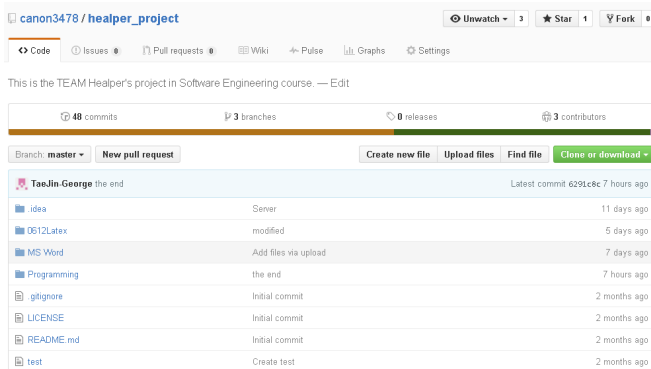 canon3478 / healper_project
Unwatch 3 Star 1 Fork 0
Code Issues 0 Pull requests 0 Wiki Pulse Graphs Settings
This is the TEAM Healper's project in Software Engineering course. — Edit
48 commits 3 branches 0 releases 3 contributors
Branch: master New pull request Create new file Upload files Find file Clone or download
TaeJin-George the end Latest commit 6291c8c 7 hours ago
.idea Server 11 days ago
0612Latex modified 5 days ago
MS Word Add files via upload 7 days ago
Programming the end 7 hours ago
.gitignore Initial commit 2 months ago
LICENSE Initial commit 2 months ago
README.md Initial commit 2 months ago
test Create test 2 months ago